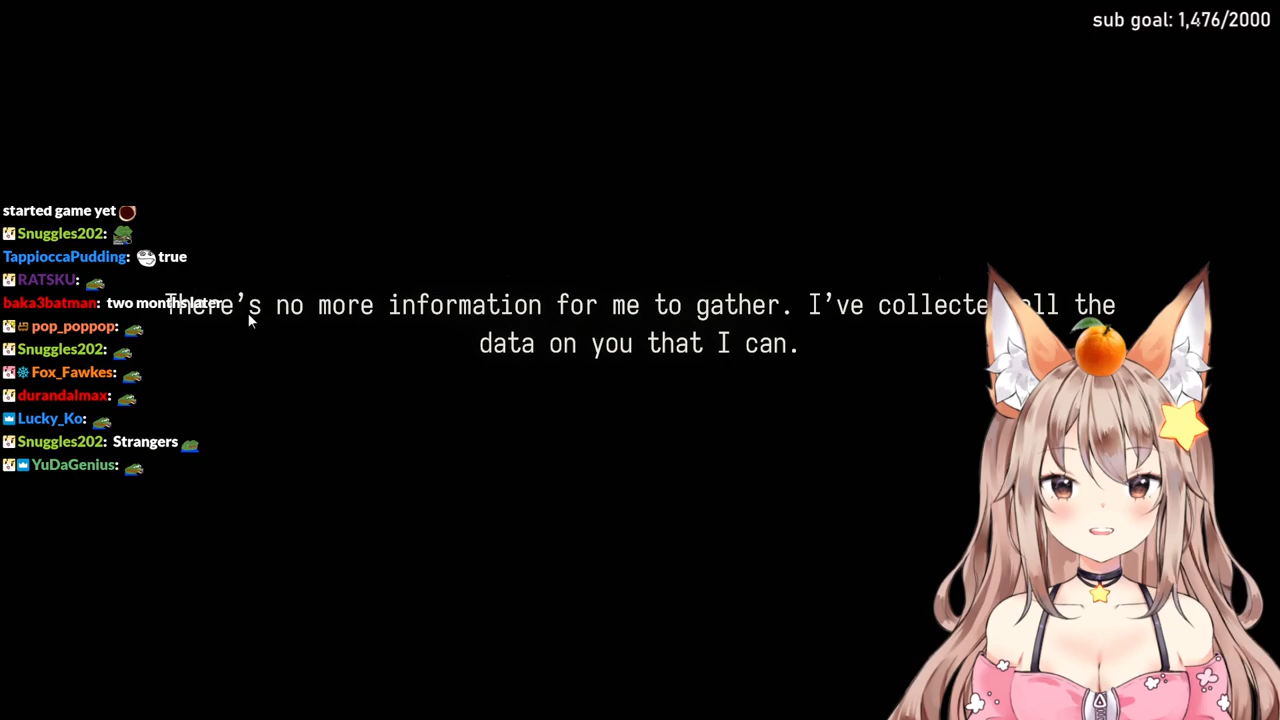 sub goal: 1,476/2000
started game yet
Snuggles202:
TappioccaPudding: true
RATSKU:
baka3batman: two months later
There's no more information for me to gather. I've collected all the
data on you that I can.
pop_poppop:
Snuggles202:
Fox_Fawkes:
durandalmax:
Lucky_Ko:
Snuggles202: Strangers
YuDaGenius: